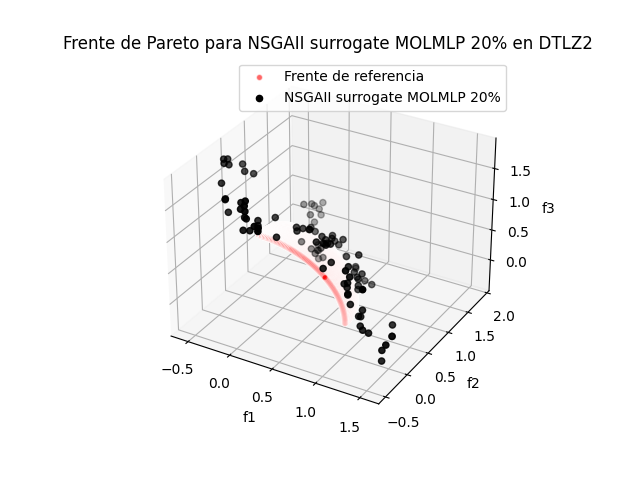 Frente de Pareto para NSGAII surrogate MOLMLP 20% en DTLZ2
Frente de referencia
NSGAII surrogate MOLMLP 20%
1.5
1.0
0.5
0.0
f3
2.0
1.5
1.0
0.5
0.0
−0.5
f2
−0.5
0.0
0.5
1.0
1.5
f1